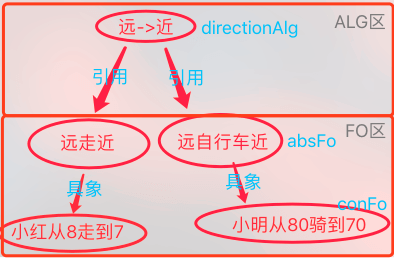 ALG区
远->近 directionAlg
引用 引用
FO区
远走近 远自行车近 absFo
具象 具象
conFo
小红从8走到7 小明从80骑到70